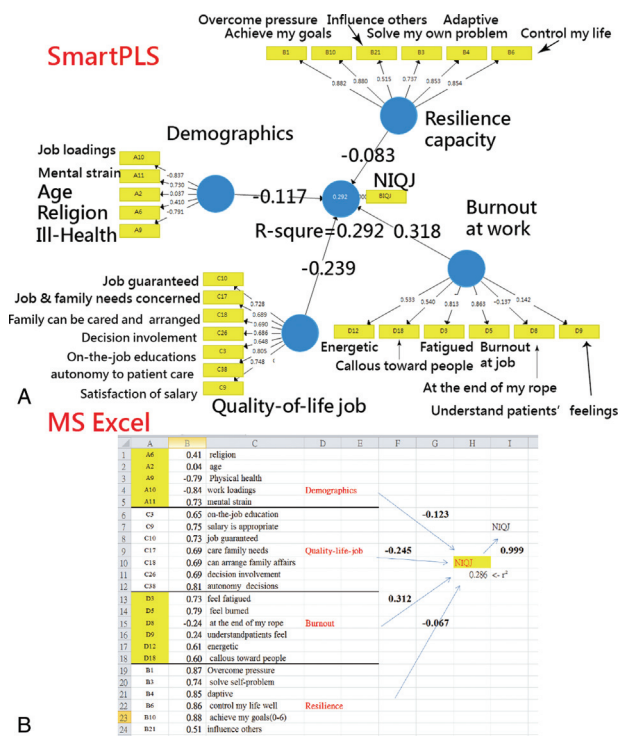 Overcome pressure Influence others Adaptive
Achieve my goals Solve my own problem Control my life
SmartPLS
B1 B10 B21 B3 B4 B6
0.882 0.880 0.515 0.737 0.853 0.854
Resilience
capacity
Demographics
-0.083
Job loadings A10
Mental strain A11
Age A2
Religion A6
Ill-Health A9
-0.837
0.730
0.037
0.410
-0.791
-0.117
0.292
NIQJ
BIQJ
R-squre=0.292 0.318
Burnout
at work
-0.239
Job guaranteed C10
Job & family needs concerned C17
Family can be cared and arranged C18
Decision involement C26
On-the-job educations C3
autonomy to patient care C38
Satisfaction of salary C9
0.728
0.689
0.690
0.686
0.648
0.805
0.748
Quality-of-life job
0.533 0.540 0.813 0.863 -0.137 0.142
D12 D18 D3 D5 D8 D9
Energetic Fatigued Burnout
Callous toward people at job
At the end of my rope
Understand patients' feelings
A
MS Excel
A B C D E F G H I
1 A6 0.41 religion
2 A2 0.04 age
3 A9 -0.79 Physical health
4 A10 -0.84 work loadings Demographics
5 A11 0.73 mental strain
6 C3 0.65 on-the-job education -0.123
7 C9 0.75 salary is appropriate NIQJ
8 C10 0.73 job guaranteed
9 C17 0.69 care family needs Quality-life-job -0.245 0.999
10 C18 0.69 can arrange family affairs NIQJ
11 C26 0.69 decision involvement 0.286 <- r²
12 C38 0.81 autonomy decisions
13 D3 0.73 feel fatigued 0.312
14 D5 0.79 feel burned
15 D8 -0.24 at the end of my rope Burnout -0.067
16 D9 0.24 understandpatients feel
17 D12 0.61 energetic
18 D18 0.60 callous toward people
19 B1 0.87 Overcome pressure
20 B3 0.74 solve self-problem
21 B4 0.85 daptive
22 B6 0.86 control my life well Resilience
23 B10 0.88 achieve my goals(0-6)
24 B21 0.51 influence others
B